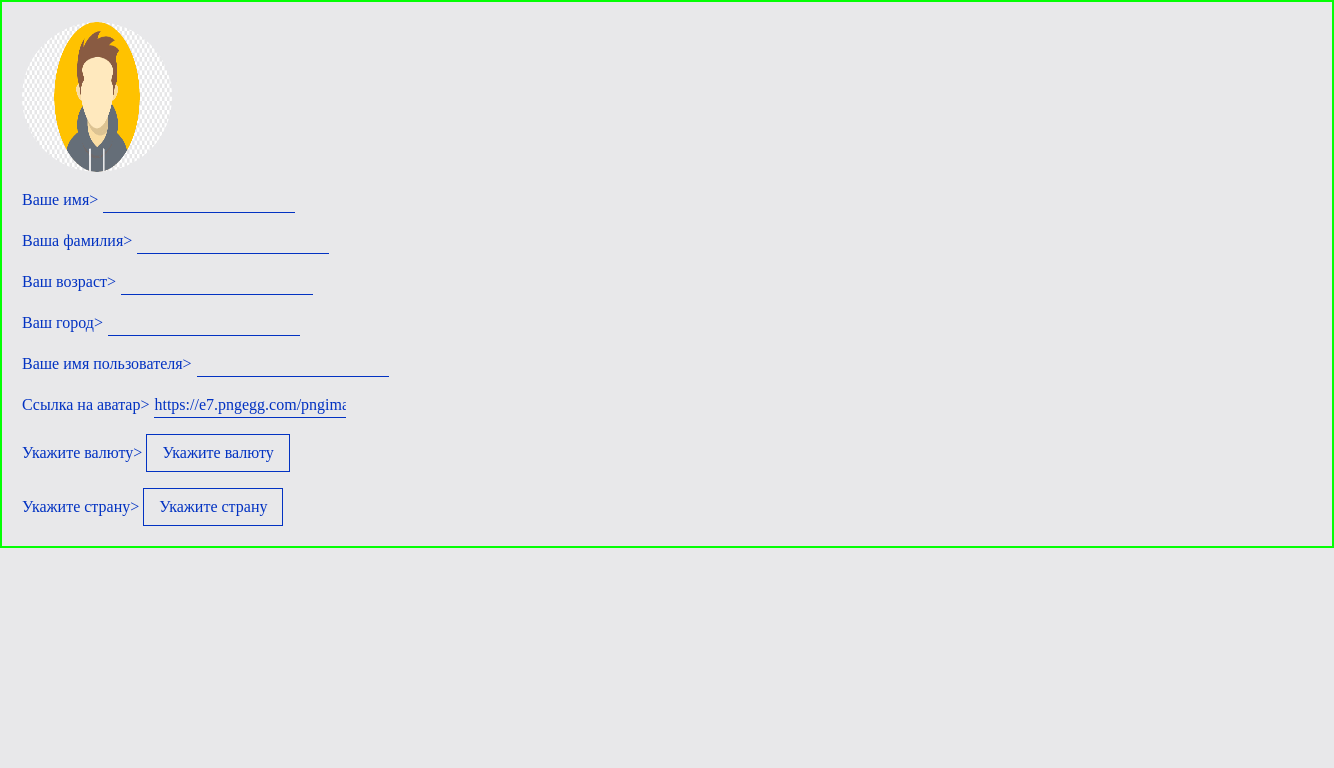 Ваше имя>
Ваша фамилия>
Ваш возраст>
Ваш город>
Ваше имя пользователя>
Ссылка на аватар> https://e7.pngegg.com/pngima
Укажите валюту> Укажите валюту
Укажите страну> Укажите страну